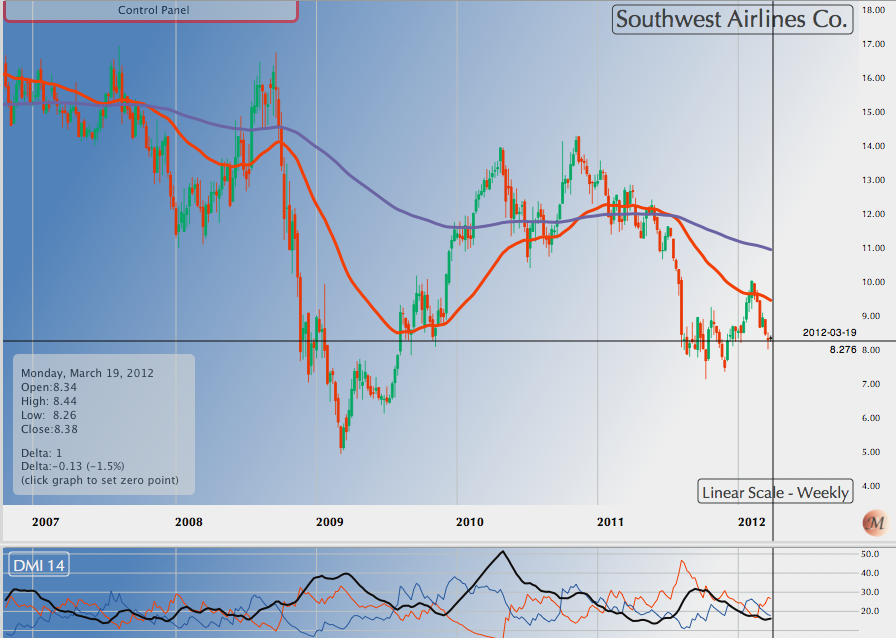 Control Panel
Southwest Airlines Co.
18.00
17.00
16.00
15.00
14.00
13.00
12.00
11.00
10.00
9.00
2012-03-19
8.276
8.00
7.00
6.00
5.00
4.00
Monday, March 19, 2012
Open:8.34
High: 8.44
Low: 8.26
Close:8.38
Delta: 1
Delta:-0.13 (-1.5%)
(click graph to set zero point)
Linear Scale - Weekly
2007 2008 2009 2010 2011 2012
M
DMI 14
50.0
40.0
30.0
20.0